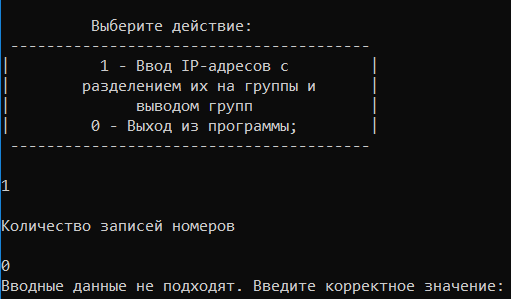 Выберите действие:
----------------------------------------
| 1 - Ввод IP-адресов с |
| разделением их на группы и |
| выводом групп |
| 0 - Выход из программы; |
----------------------------------------
1
Количество записей номеров
0
Вводные данные не подходят. Введите корректное значение: